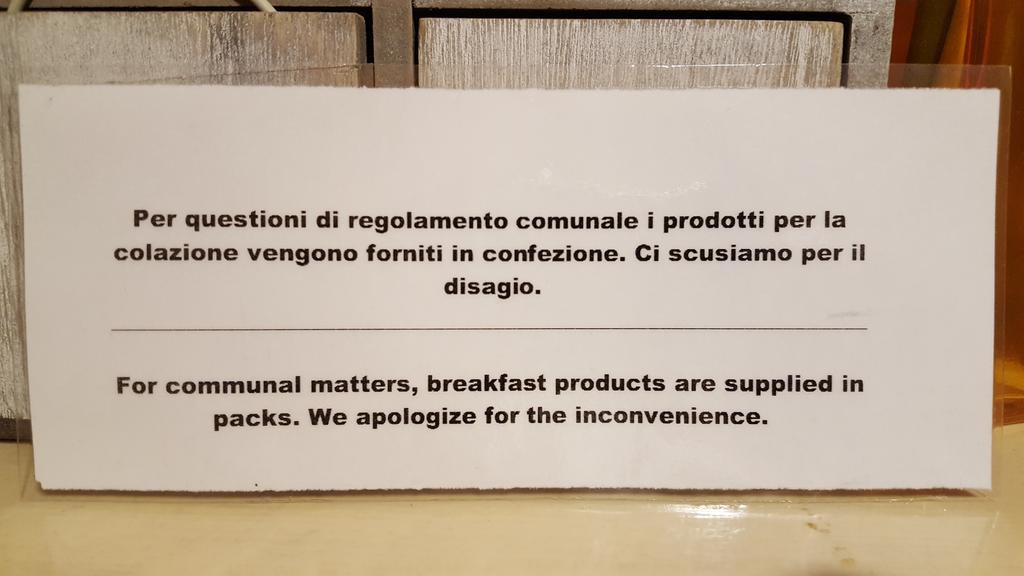 Per questioni di regolamento comunale i prodotti per la
colazione vengono forniti in confezione. Ci scusiamo per il
disagio.
For communal matters, breakfast products are supplied in
packs. We apologize for the inconvenience.